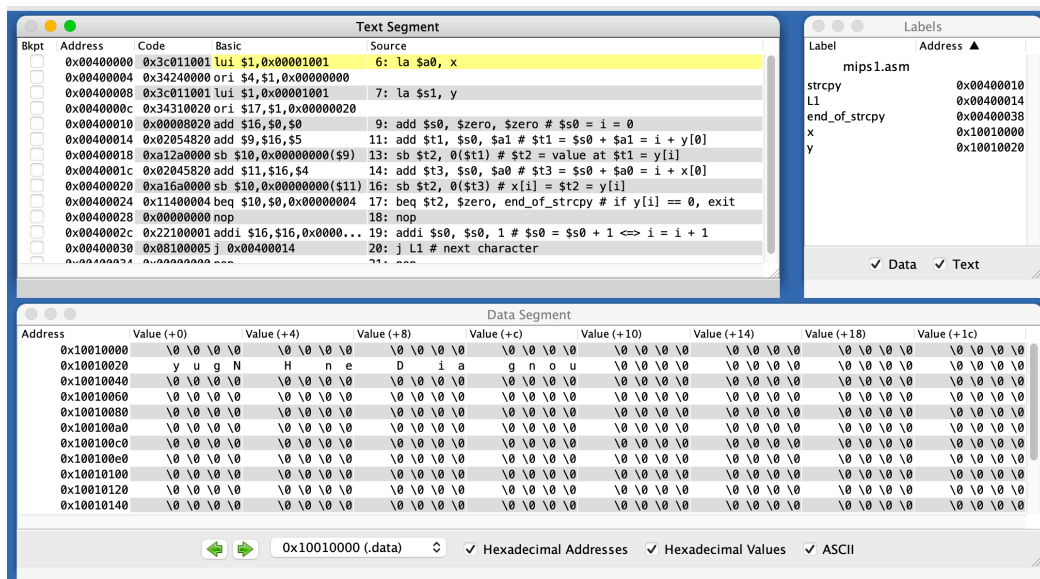 Text Segment
Bkpt Address Code Basic Source
0x00400000 0x3c011001 lui $1,0x00001001 6: la $a0, x
0x00400004 0x34240000 ori $4,$1,0x00000000
0x00400008 0x3c011001 lui $1,0x00001001 7: la $s1, y
0x0040000c 0x34310020 ori $17,$1,0x00000020
0x00400010 0x00008020 add $16,$0,$0 9: add $s0, $zero, $zero # $s0 = i = 0
0x00400014 0x02054820 add $9,$16,$5 11: add $t1, $s0, $a1 # $t1 = $s0 + $a1 = i + y[0]
0x00400018 0xa12a0000 sb $10,0x00000000($9) 13: sb $t2, 0($t1) # $t2 = value at $t1 = y[i]
0x0040001c 0x02045820 add $11,$16,$4 14: add $t3, $s0, $a0 # $t3 = $s0 + $a0 = i + x[0]
0x00400020 0xa16a0000 sb $10,0x00000000($11) 16: sb $t2, 0($t3) # x[i] = $t2 = y[i]
0x00400024 0x11400004 beq $10,$0,0x00000004 17: beq $t2, $zero, end_of_strcpy # if y[i] == 0, exit
0x00400028 0x00000000 nop 18: nop
0x0040002c 0x22100001 addi $16,$16,0x0000... 19: addi $s0, $s0, 1 # $s0 = $s0 + 1 <=> i = i + 1
0x00400030 0x08100005 j 0x00400014 20: j L1 # next character
0x00400034 0x00000000 nop 21: nop
Labels
Label Address ▲
mips1.asm
strcpy 0x00400010
L1 0x00400014
end_of_strcpy 0x00400038
x 0x10010000
y 0x10010020
Data Text
Data Segment
Address Value (+0) Value (+4) Value (+8) Value (+c) Value (+10) Value (+14) Value (+18) Value (+1c)
0x10010000 \0 \0 \0 \0 \0 \0 \0 \0 \0 \0 \0 \0 \0 \0 \0 \0 \0 \0 \0 \0 \0 \0 \0 \0 \0 \0 \0 \0 \0 \0 \0 \0
0x10010020 y u g N H n e D i a g n o u \0 \0 \0 \0 \0 \0 \0 \0 \0 \0 \0 \0 \0 \0 \0 \0
0x10010040 \0 \0 \0 \0 \0 \0 \0 \0 \0 \0 \0 \0 \0 \0 \0 \0 \0 \0 \0 \0 \0 \0 \0 \0 \0 \0 \0 \0 \0 \0 \0 \0
0x10010060 \0 \0 \0 \0 \0 \0 \0 \0 \0 \0 \0 \0 \0 \0 \0 \0 \0 \0 \0 \0 \0 \0 \0 \0 \0 \0 \0 \0 \0 \0 \0 \0
0x10010080 \0 \0 \0 \0 \0 \0 \0 \0 \0 \0 \0 \0 \0 \0 \0 \0 \0 \0 \0 \0 \0 \0 \0 \0 \0 \0 \0 \0 \0 \0 \0 \0
0x100100a0 \0 \0 \0 \0 \0 \0 \0 \0 \0 \0 \0 \0 \0 \0 \0 \0 \0 \0 \0 \0 \0 \0 \0 \0 \0 \0 \0 \0 \0 \0 \0 \0
0x100100c0 \0 \0 \0 \0 \0 \0 \0 \0 \0 \0 \0 \0 \0 \0 \0 \0 \0 \0 \0 \0 \0 \0 \0 \0 \0 \0 \0 \0 \0 \0 \0 \0
0x100100e0 \0 \0 \0 \0 \0 \0 \0 \0 \0 \0 \0 \0 \0 \0 \0 \0 \0 \0 \0 \0 \0 \0 \0 \0 \0 \0 \0 \0 \0 \0 \0 \0
0x10010100 \0 \0 \0 \0 \0 \0 \0 \0 \0 \0 \0 \0 \0 \0 \0 \0 \0 \0 \0 \0 \0 \0 \0 \0 \0 \0 \0 \0 \0 \0 \0 \0
0x10010120 \0 \0 \0 \0 \0 \0 \0 \0 \0 \0 \0 \0 \0 \0 \0 \0 \0 \0 \0 \0 \0 \0 \0 \0 \0 \0 \0 \0 \0 \0 \0 \0
0x10010140 \0 \0 \0 \0 \0 \0 \0 \0 \0 \0 \0 \0 \0 \0 \0 \0 \0 \0 \0 \0 \0 \0 \0 \0 \0 \0 \0 \0 \0 \0 \0 \0
0x10010000 (.data) Hexadecimal Addresses Hexadecimal Values ASCII